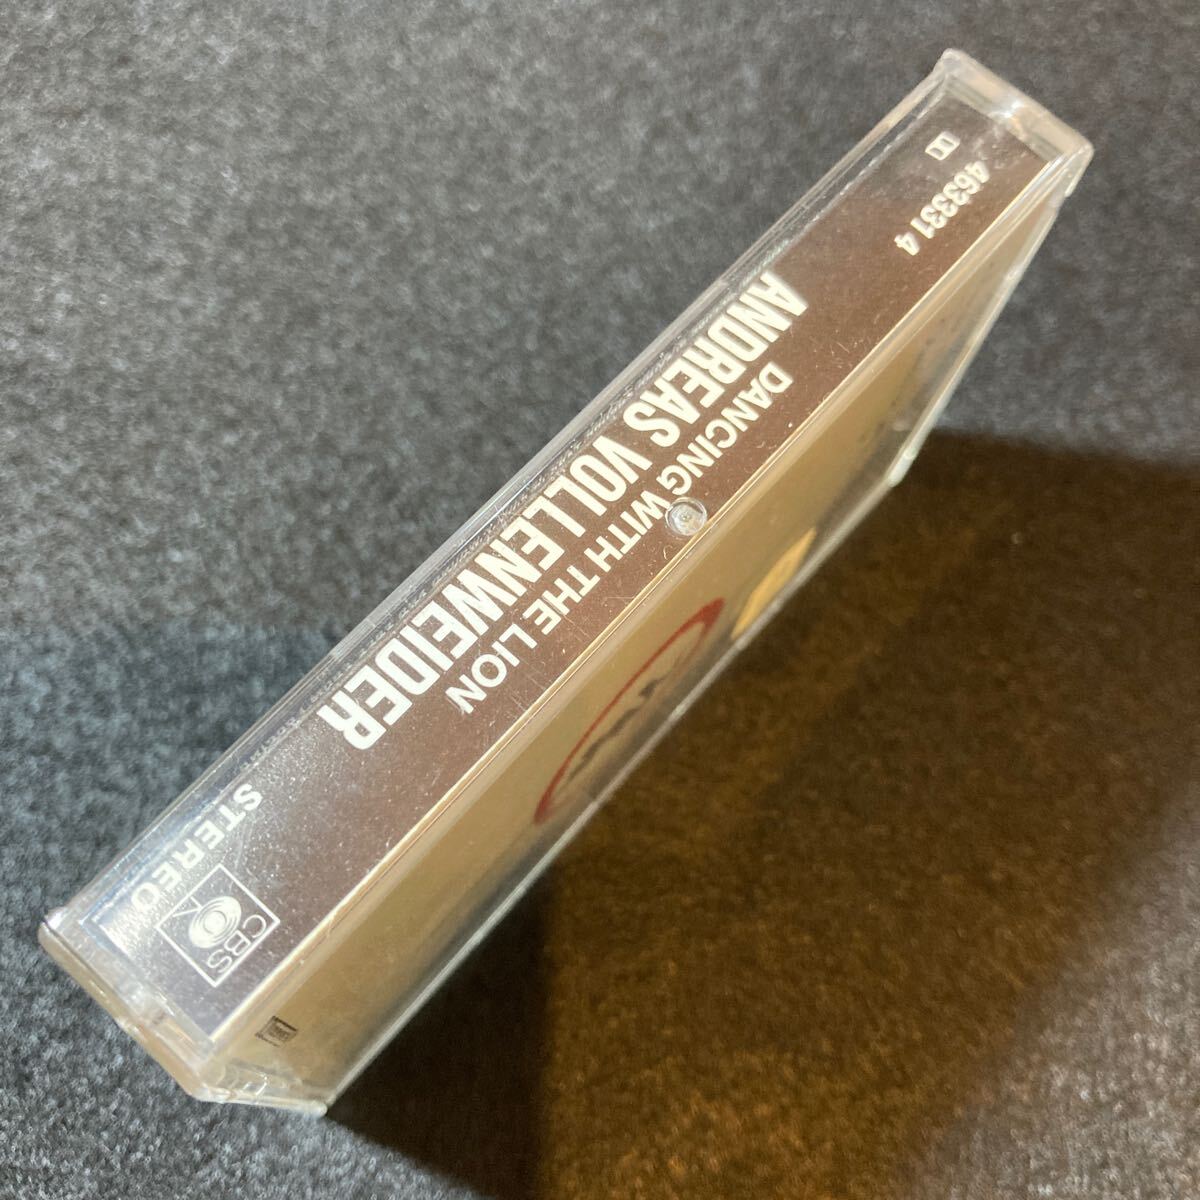 463331 4
ANDREAS VOLLENWEIDER
DANCING WITH THE LION
STEREO
CBS